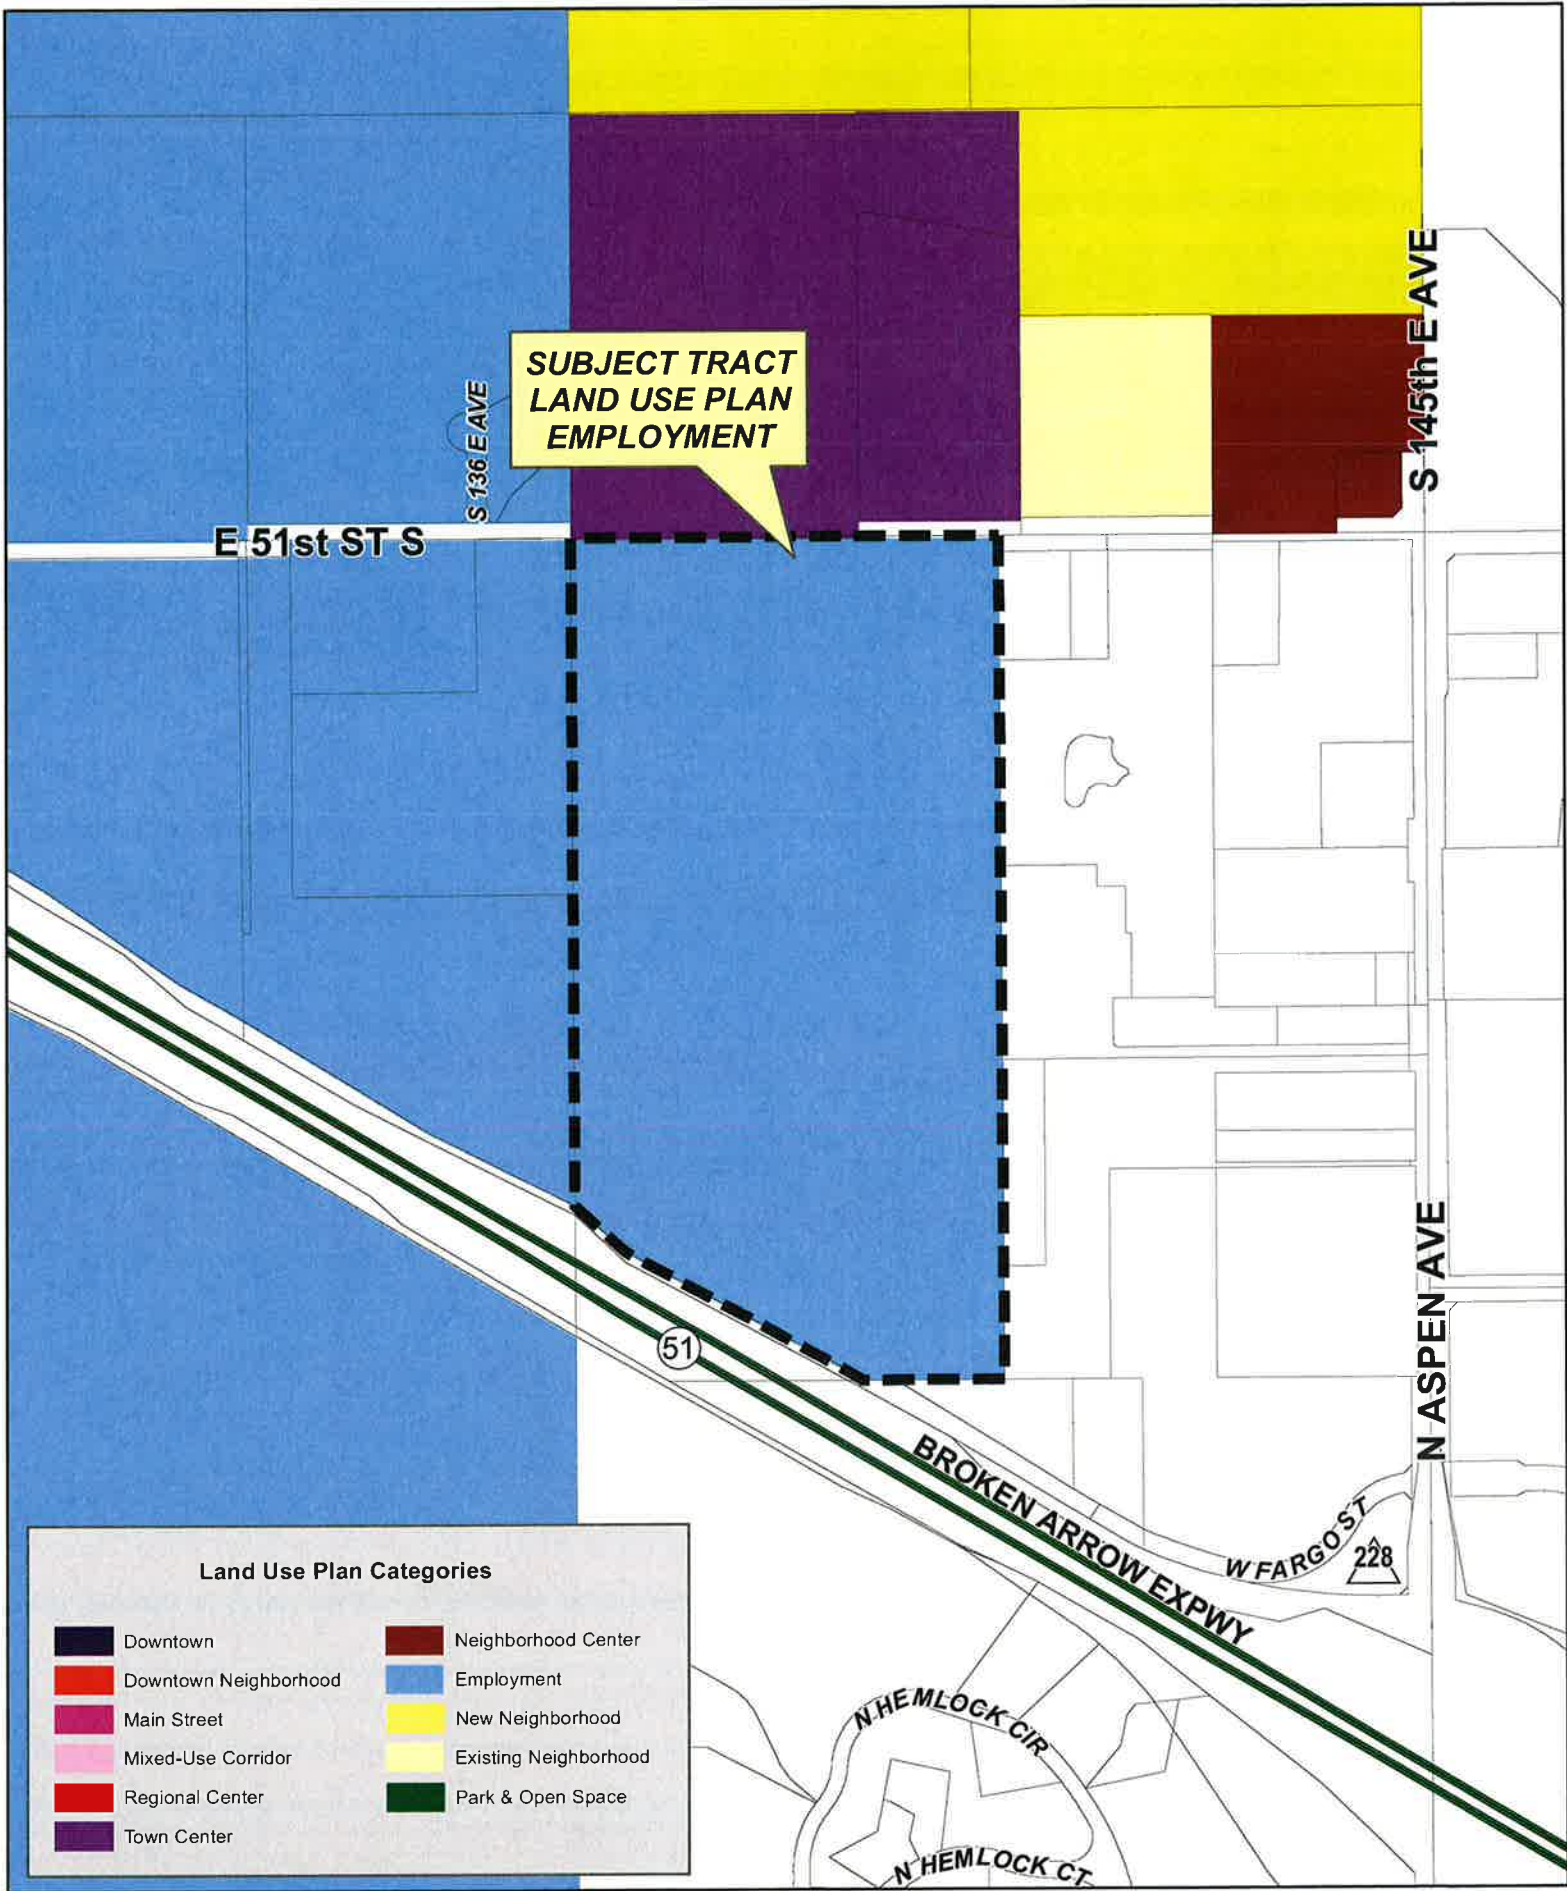 S 145th E AVE
SUBJECT TRACT
LAND USE PLAN
EMPLOYMENT
S 136 E AVE
E 51st ST S
N ASPEN AVE
51
BROKEN ARROW EXPWY
W FARGO ST
228
N HEMLOCK CIR
N HEMLOCK CT
Land Use Plan Categories
Downtown
Downtown Neighborhood
Main Street
Mixed-Use Corridor
Regional Center
Town Center
Neighborhood Center
Employment
New Neighborhood
Existing Neighborhood
Park & Open Space